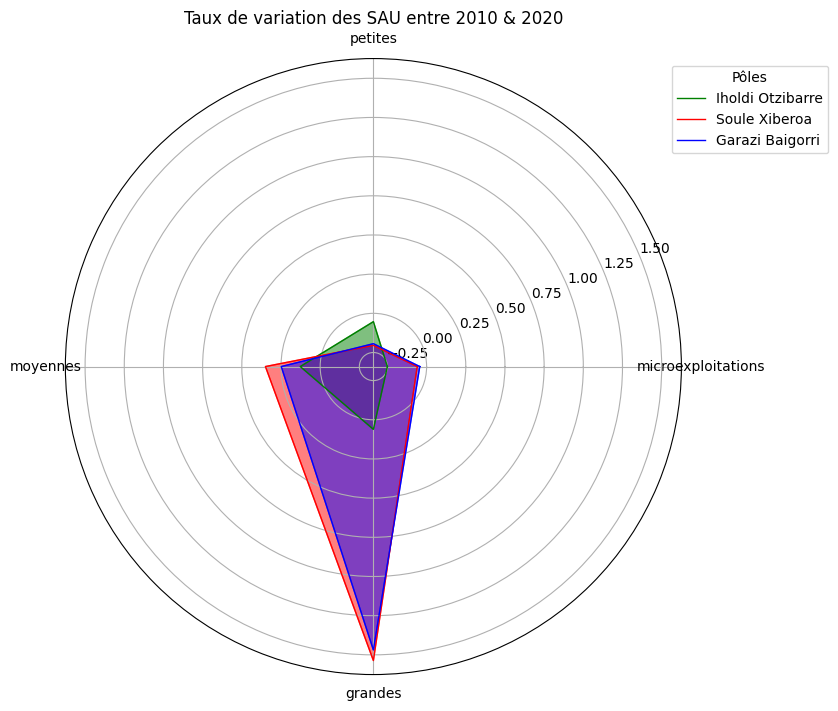 Taux de variation des SAU entre 2010 & 2020
petites
Pôles
Iholdi Otzibarre
Soule Xiberoa
Garazi Baigorri
1.50
1.25
1.00
0.75
0.50
0.25
0.00
-0.25
moyennes
microexploitations
grandes